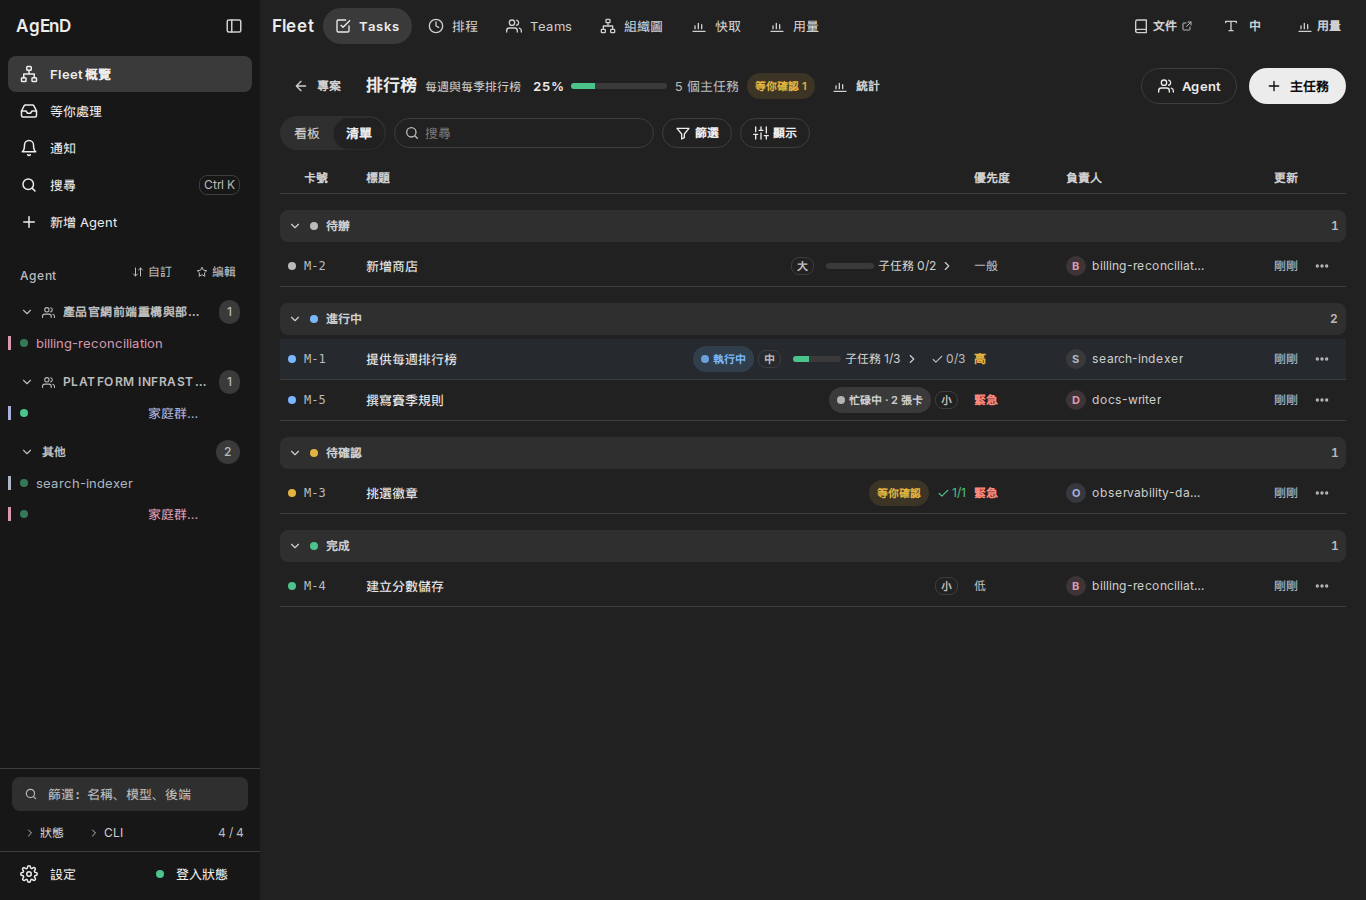 AgEnD
Fleet 概覽
等你處理
通知
搜尋 Ctrl K
新增 Agent
Agent 自訂 編輯
產品官網前端重構與部... 1
billing-reconciliation
PLATFORM INFRAST... 1
家庭群...
其他 2
search-indexer
家庭群...
篩選：名稱、模型、後端
狀態 CLI 4 / 4
設定 登入狀態
Fleet Tasks 排程 Teams 組織圖 快取 用量 文件 中 用量
專案 排行榜 每週與每季排行榜 25% 5 個主任務 等你確認 1 統計 Agent 主任務
看板 清單 搜尋 篩選 顯示
卡號 標題 優先度 負責人 更新
待辦 1
M-2 新增商店 大 子任務 0/2 一般 B billing-reconciliat... 剛剛
進行中 2
M-1 提供每週排行榜 執行中 中 子任務 1/3 0/3 高 S search-indexer 剛剛
M-5 撰寫賽季規則 忙碌中 · 2 張卡 小 緊急 D docs-writer 剛剛
待確認 1
M-3 挑選徽章 等你確認 1/1 緊急 O observability-da... 剛剛
完成 1
M-4 建立分數儲存 小 低 B billing-reconciliat... 剛剛